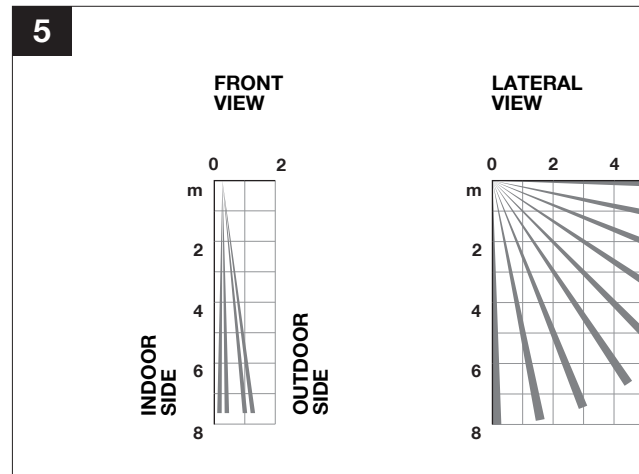 5
FRONT
VIEW
LATERAL
VIEW
0 2
m
2
4
6
8
INDOOR
SIDE
OUTDOOR
SIDE
0 2 4
m
2
4
6
8